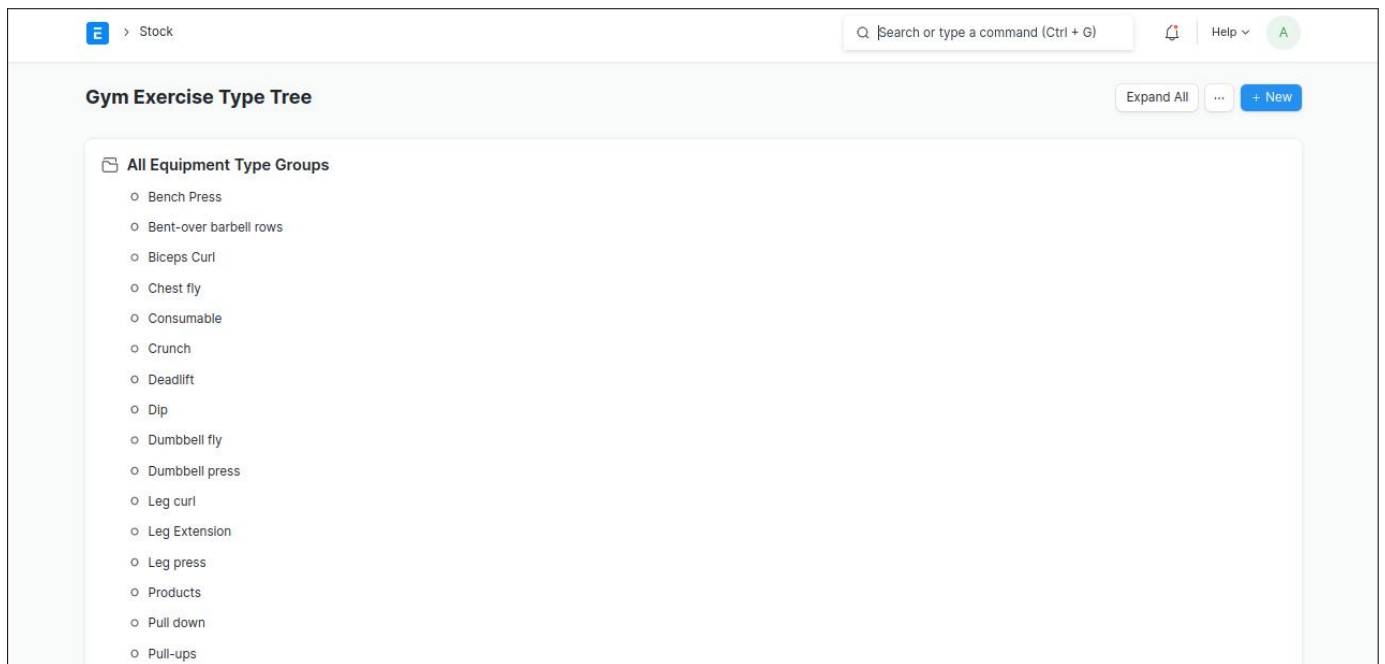 E > Stock Search or type a command (Ctrl + G) Help A
Gym Exercise Type Tree Expand All ... + New
All Equipment Type Groups
Bench Press
Bent-over barbell rows
Biceps Curl
Chest fly
Consumable
Crunch
Deadlift
Dip
Dumbbell fly
Dumbbell press
Leg curl
Leg Extension
Leg press
Products
Pull down
Pull-ups